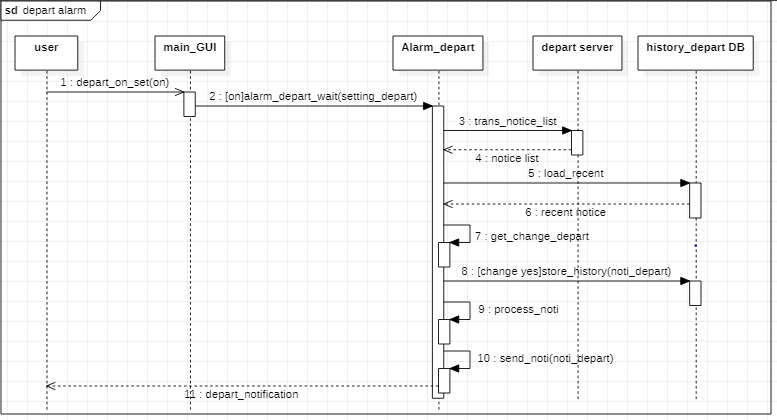 sd depart alarm
user
main_GUI
Alarm_depart
depart server
history_depart DB
1 : depart_on_set(on)
2 : [on]alarm_depart_wait(setting_depart)
3 : trans_notice_list
4 : notice list
5 : load_recent
6 : recent notice
7 : get_change_depart
8 : [change yes]store_history(noti_depart)
9 : process_noti
10 : send_noti(noti_depart)
11 : depart_notification